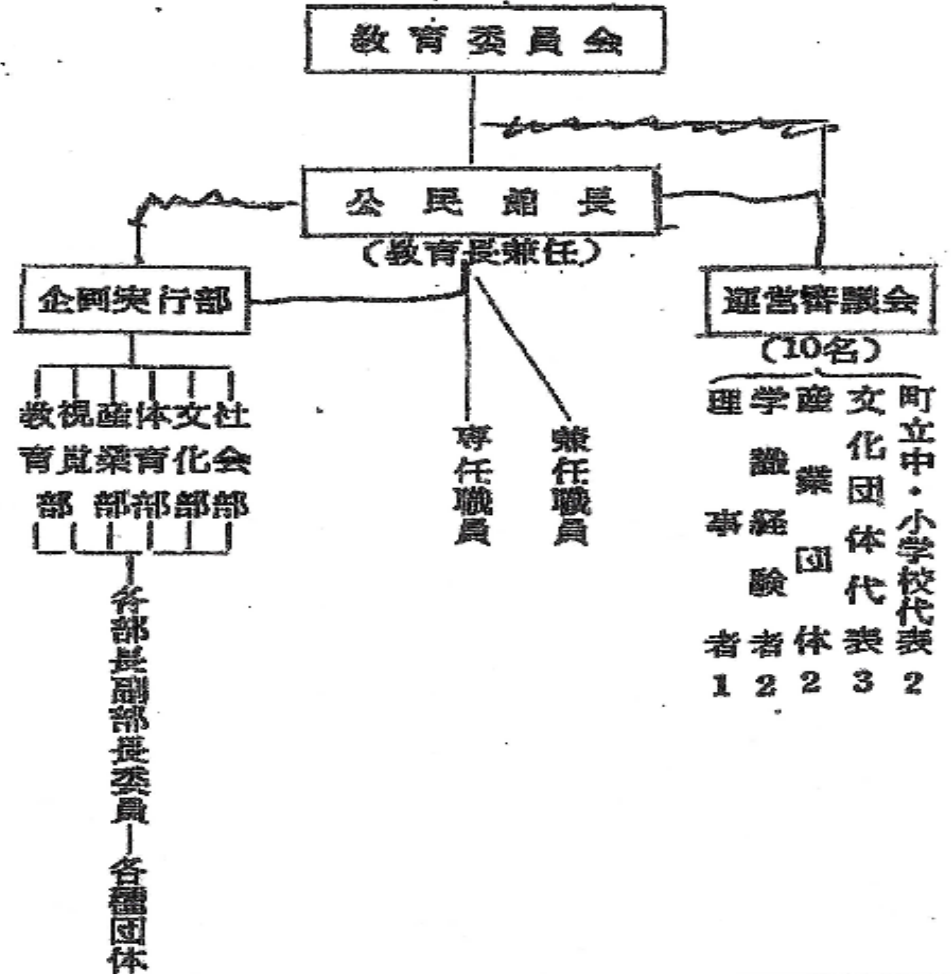 教育委員会
公民館長
(教育長兼任)
企画実行部
運営審議会
(10名)
社会部
文化部
体育部
産業部
視覚
教育部
専任職員
兼任職員
町立中・小学校代表2
文化団体代表3
産業団体2
学識経験者2
理事者1
各部長副部長委員
各種団体